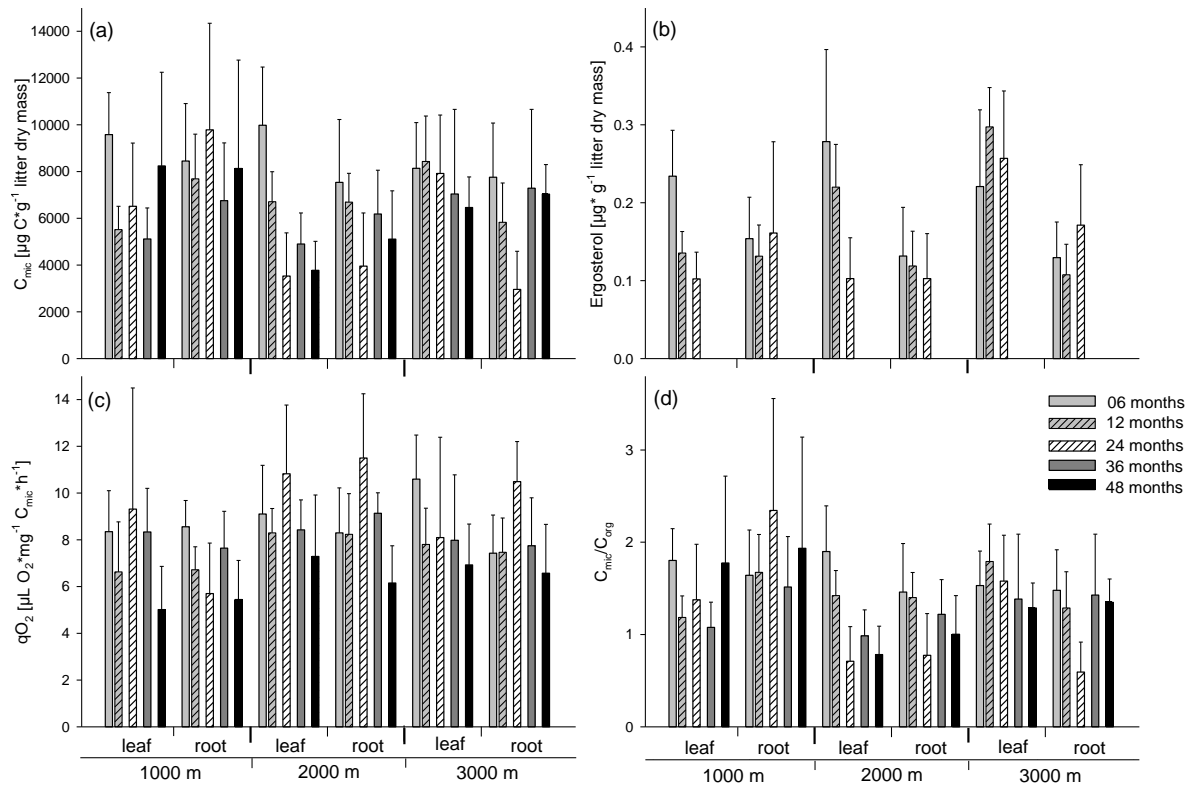 (a)
C_mic [µg C*g^-1 litter dry mass]
14000
12000
10000
8000
6000
4000
2000
0
(b)
Ergosterol [µg* g^-1 litter dry mass]
0.4
0.3
0.2
0.1
0.0
(c)
qO_2 [µL O_2*mg^-1 C_mic*h^-1]
14
12
10
8
6
4
2
0
leaf root leaf root leaf root
1000 m 2000 m 3000 m
(d)
C_mic/C_org
3
2
1
0
06 months
12 months
24 months
36 months
48 months
leaf root leaf root leaf root
1000 m 2000 m 3000 m